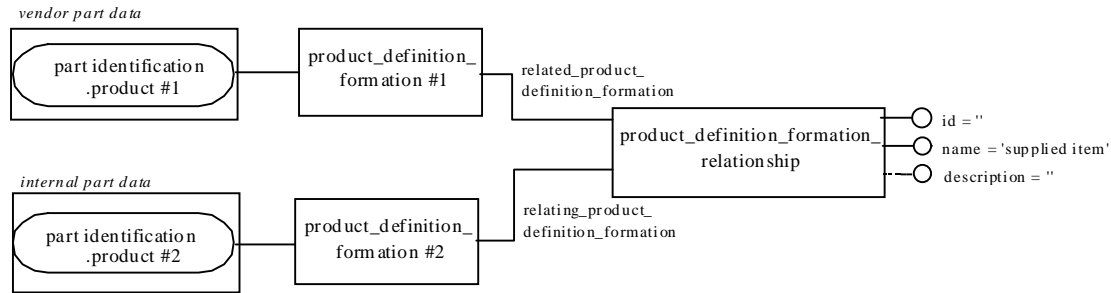 vendor part data
part identification
.product #1
product_definition_
formation #1
related_product_
definition_formation
product_definition_formation_
relationship
id = ''
name = 'supplied item'
description = ''
internal part data
part identification
.product #2
product_definition_
formation #2
relating_product_
definition_formation